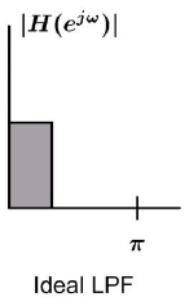 |H(e^{jω})|
π
Ideal LPF